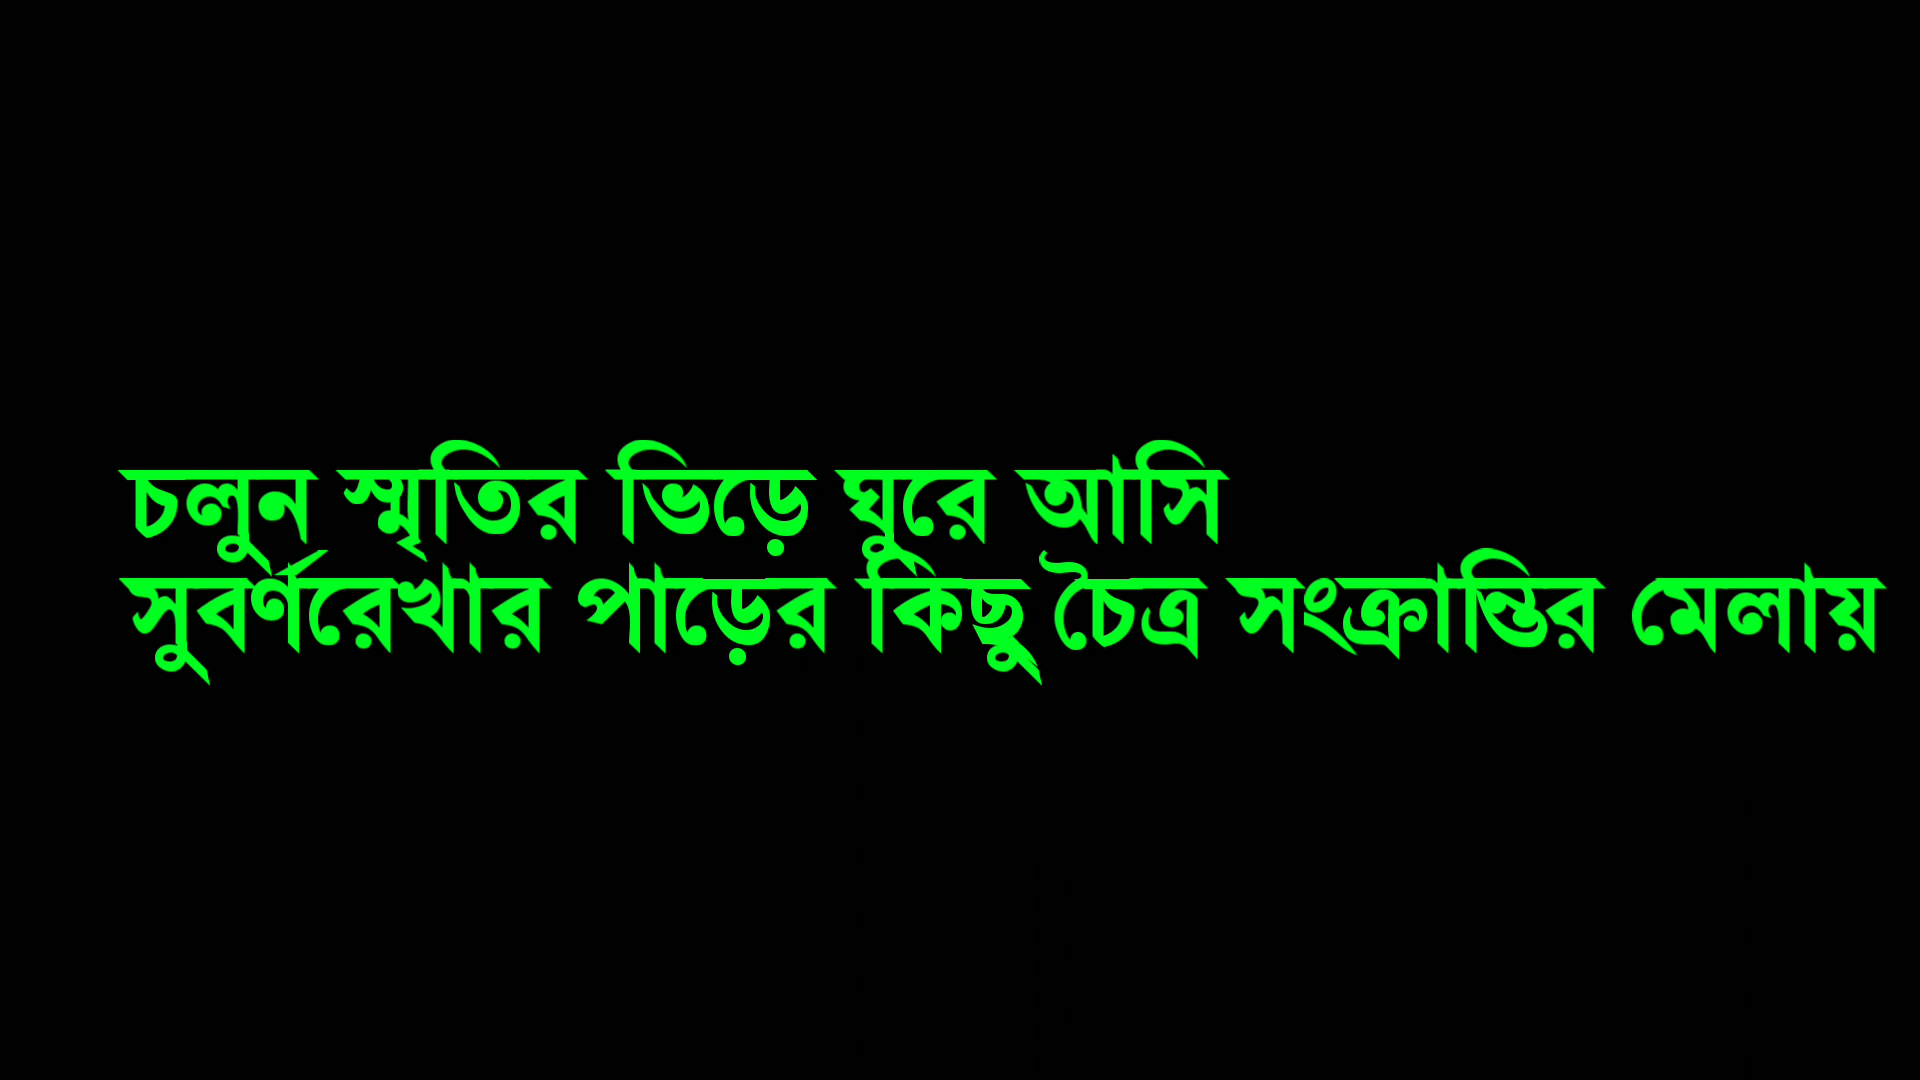 চলুন স্মৃতির ভিড়ে ঘুরে আসি
সুবর্ণরেখার পাড়ের কিছু চৈত্র সংক্রান্তির মেলায়